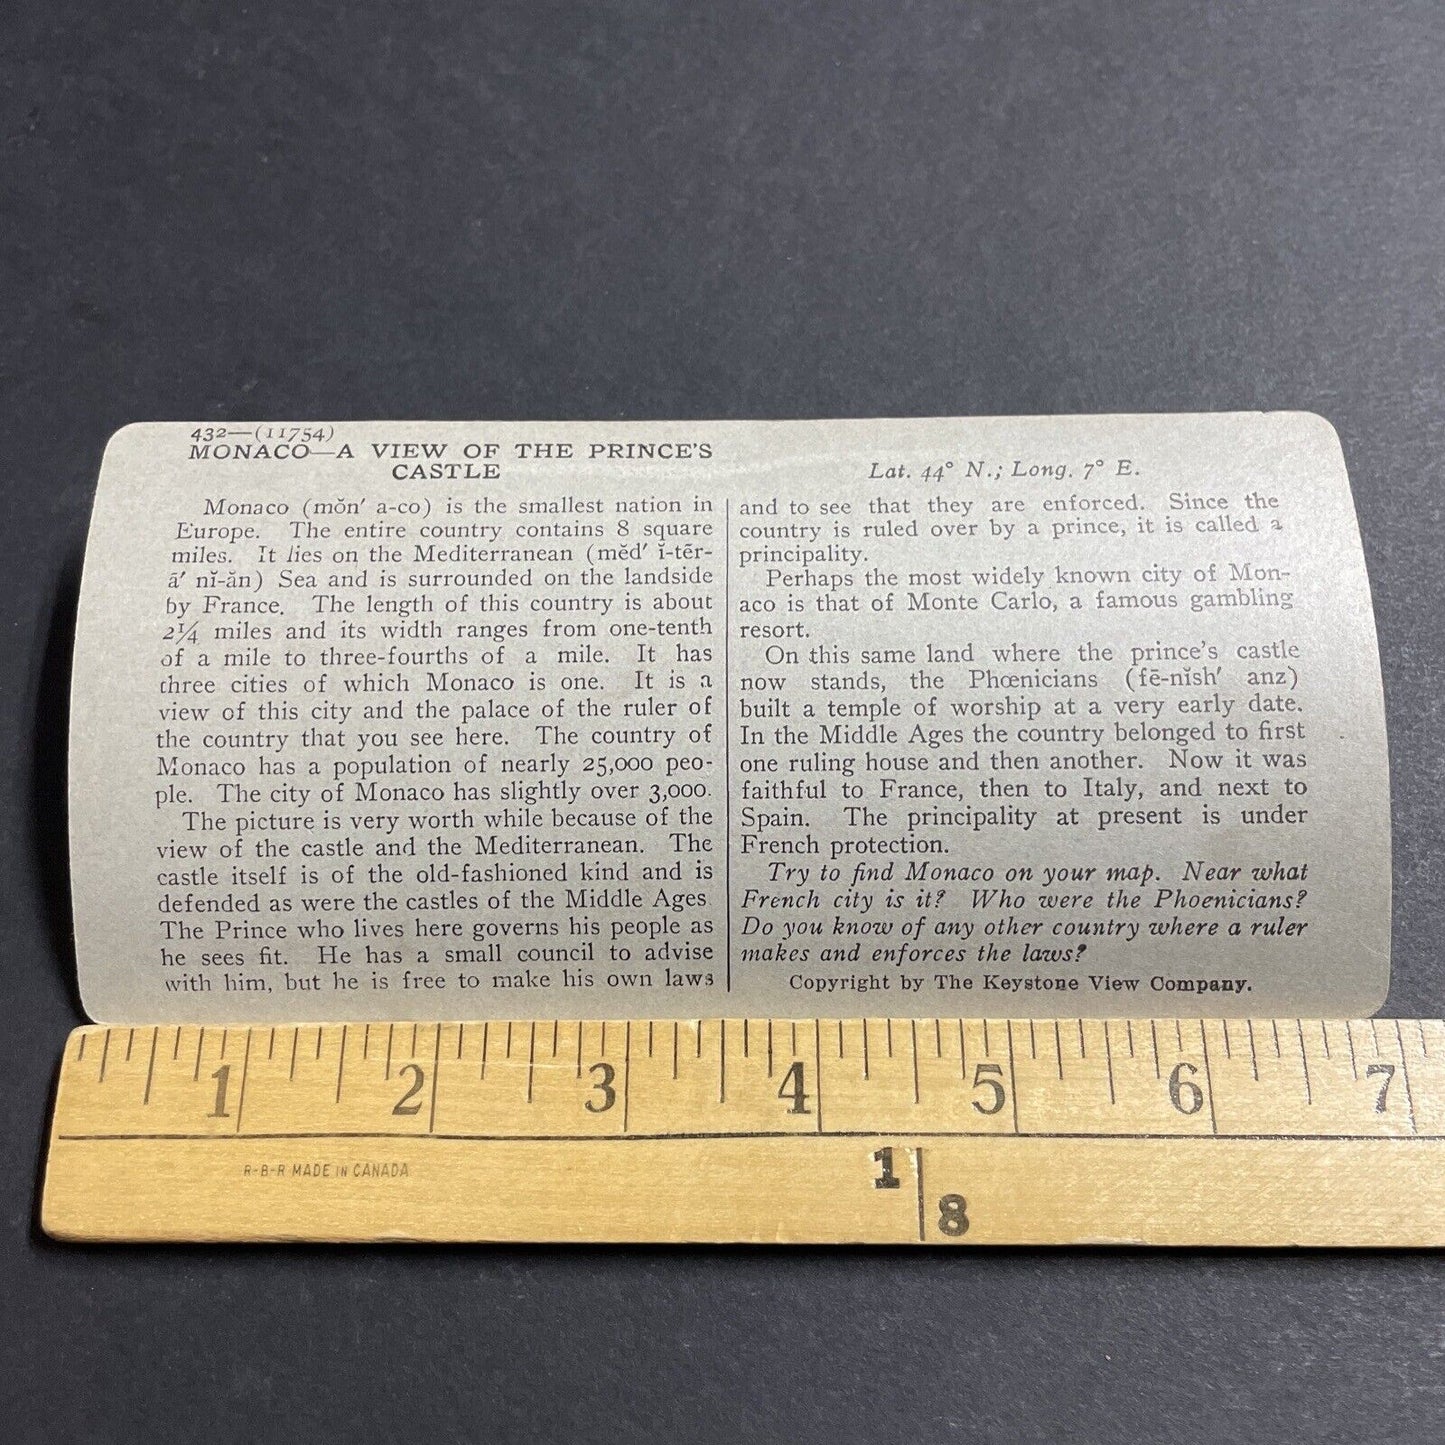 432—(11754)
MONACO—A VIEW OF THE PRINCE'S
CASTLE
Monaco (mŏn′ a-co) is the smallest nation in
Europe. The entire country contains 8 square
miles. It lies on the Mediterranean (mĕd′ ĭ-tẽr-
ā′ nĭ-ăn) Sea and is surrounded on the landside
by France. The length of this country is about
2¼ miles and its width ranges from one-tenth
of a mile to three-fourths of a mile. It has
three cities of which Monaco is one. It is a
view of this city and the palace of the ruler of
the country that you see here. The country of
Monaco has a population of nearly 25,000 peo-
ple. The city of Monaco has slightly over 3,000.
The picture is very worth while because of the
view of the castle and the Mediterranean. The
castle itself is of the old-fashioned kind and is
defended as were the castles of the Middle Ages
The Prince who lives here governs his people as
he sees fit. He has a small council to advise
with him, but he is free to make his own laws
Lat. 44° N.; Long. 7° E.
and to see that they are enforced. Since the
country is ruled over by a prince, it is called a
principality.
Perhaps the most widely known city of Mon-
aco is that of Monte Carlo, a famous gambling
resort.
On this same land where the prince's castle
now stands, the Phœnicians (fē-nĭsh′ anz)
built a temple of worship at a very early date.
In the Middle Ages the country belonged to first
one ruling house and then another. Now it was
faithful to France, then to Italy, and next to
Spain. The principality at present is under
French protection.
Try to find Monaco on your map. Near what
French city is it? Who were the Phoenicians?
Do you know of any other country where a ruler
makes and enforces the laws?
Copyright by The Keystone View Company.
1 2 3 4 5 6 7
R-B-R MADE IN CANADA
1
8